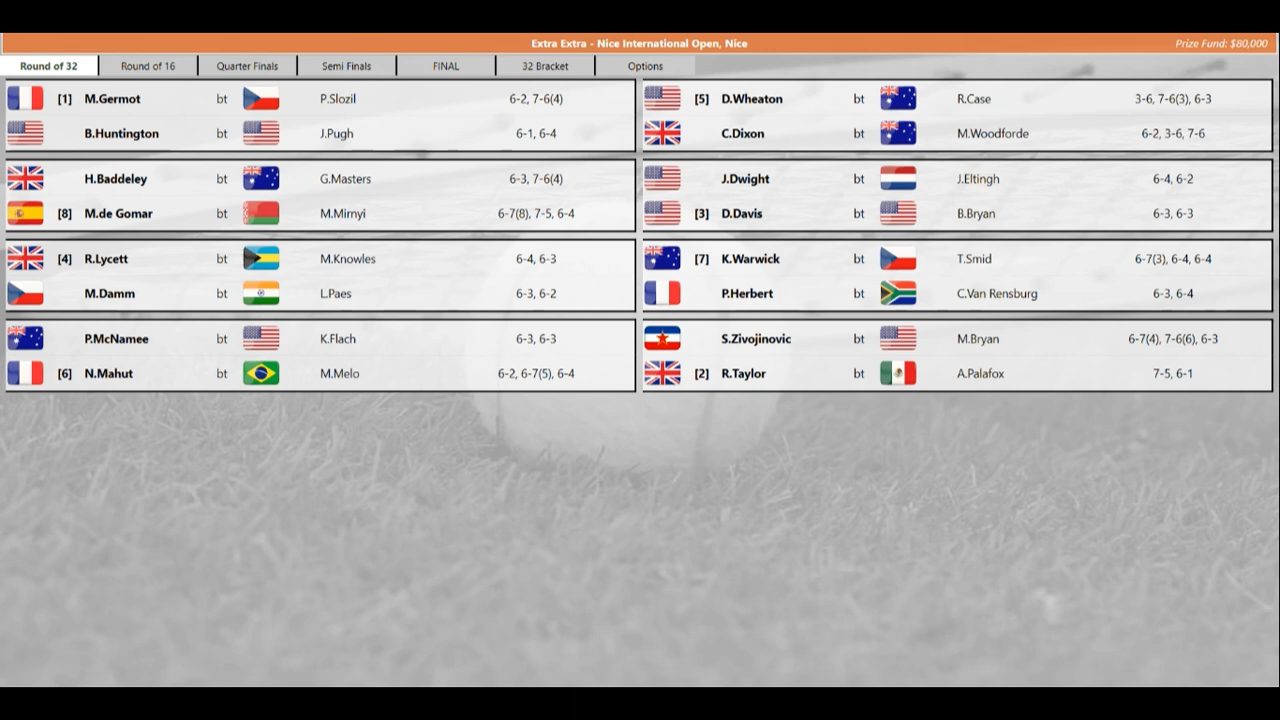 Extra Extra - Nice International Open, Nice
Prize Fund: $80,000
Round of 32 Round of 16 Quarter Finals Semi Finals FINAL 32 Bracket Options
[1] M.Germot bt P.Slozil 6-2, 7-6(4)
B.Huntington bt J.Pugh 6-1, 6-4
H.Baddeley bt G.Masters 6-3, 7-6(4)
[8] M.de Gomar bt M.Mirnyi 6-7(8), 7-5, 6-4
[4] R.Lycett bt M.Knowles 6-4, 6-3
M.Damm bt L.Paes 6-3, 6-2
P.McNamee bt K.Flach 6-3, 6-3
[6] N.Mahut bt M.Melo 6-2, 6-7(5), 6-4
[5] D.Wheaton bt R.Case 3-6, 7-6(3), 6-3
C.Dixon bt M.Woodforde 6-2, 3-6, 7-6
J.Dwight bt J.Eltingh 6-4, 6-2
[3] D.Davis bt B.Bryan 6-3, 6-3
[7] K.Warwick bt T.Smid 6-7(3), 6-4, 6-4
P.Herbert bt C.Van Rensburg 6-3, 6-4
S.Zivojinovic bt M.Bryan 6-7(4), 7-6(6), 6-3
[2] R.Taylor bt A.Palafox 7-5, 6-1